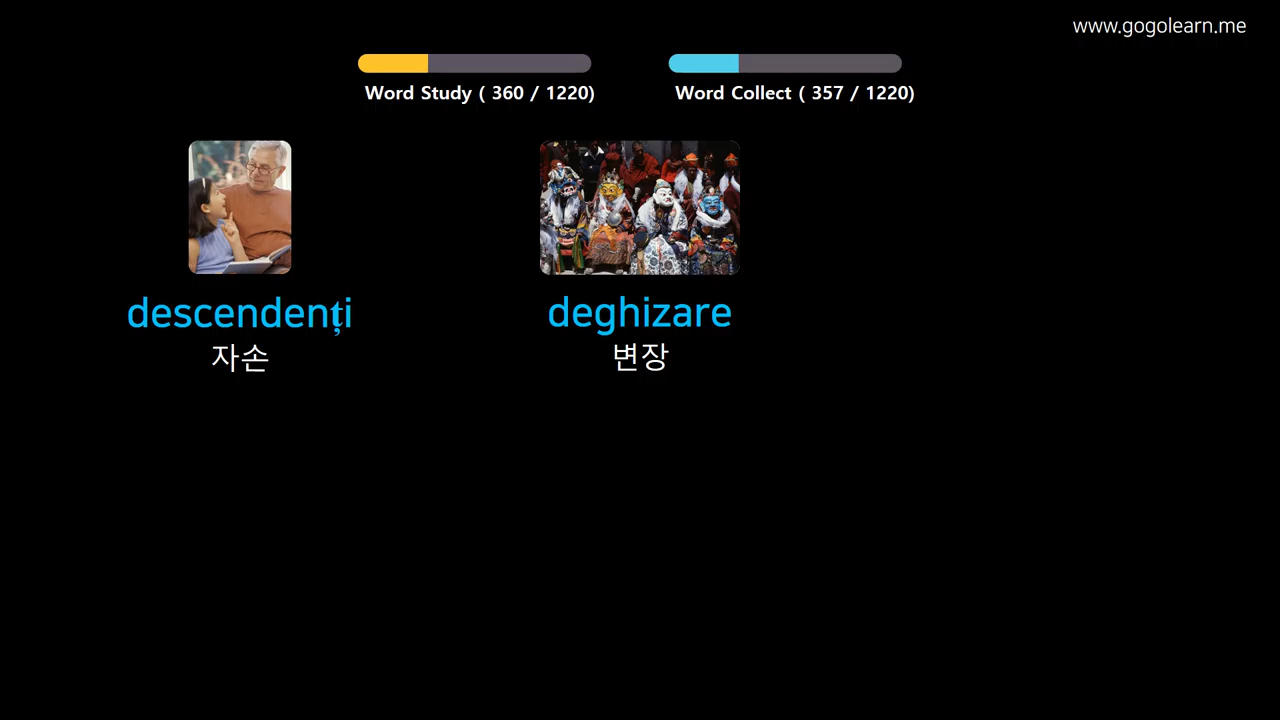 www.gogolearn.me
Word Study ( 360 / 1220)
Word Collect ( 357 / 1220)
descendenți
자손
deghizare
변장